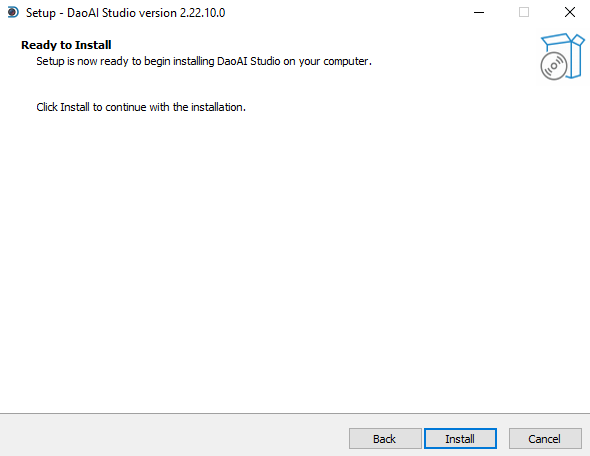 Setup - DaoAI Studio version 2.22.10.0
Ready to Install
Setup is now ready to begin installing DaoAI Studio on your computer.
Click Install to continue with the installation.
Back
Install
Cancel